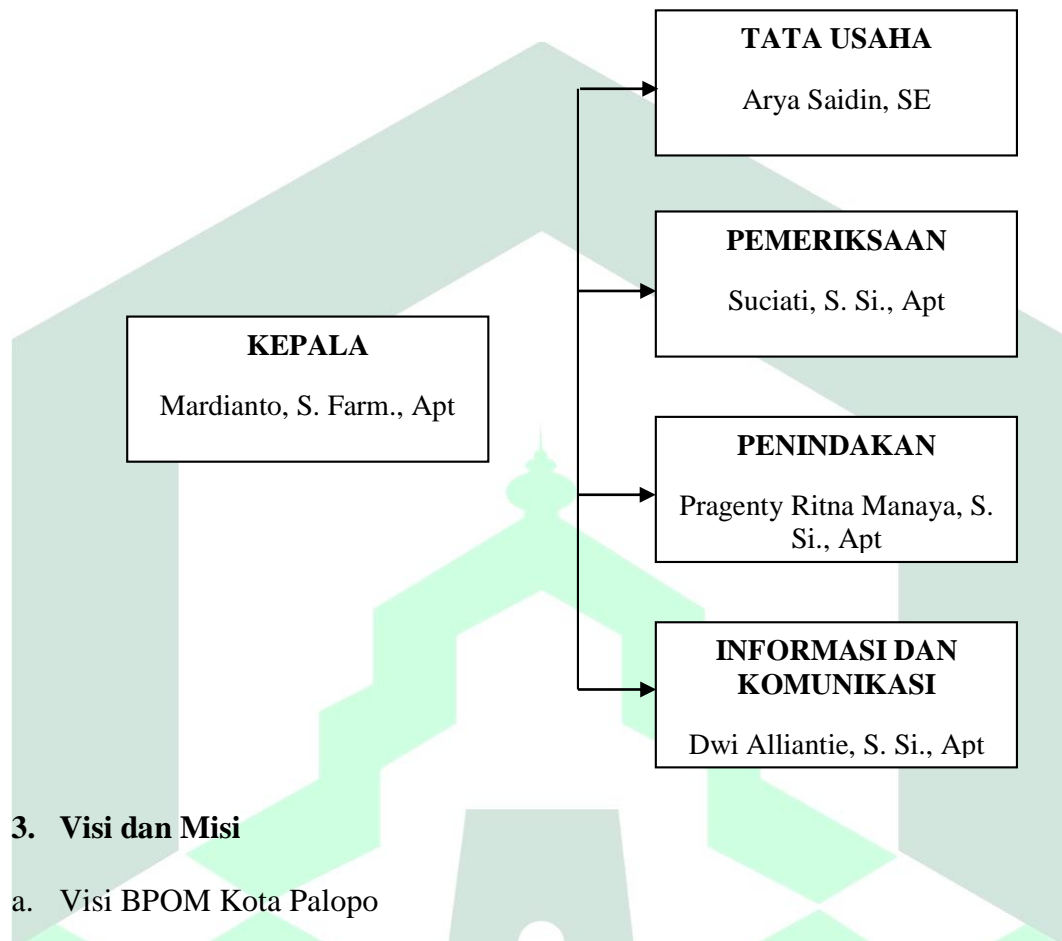 TATA USAHA
Arya Saidin, SE
PEMERIKSAAN
Suciati, S. Si., Apt
KEPALA
Mardianto, S. Farm., Apt
PENINDAKAN
Pragenty Ritna Manaya, S.
Si., Apt
INFORMASI DAN
KOMUNIKASI
Dwi Alliantie, S. Si., Apt
3. Visi dan Misi
a. Visi BPOM Kota Palopo